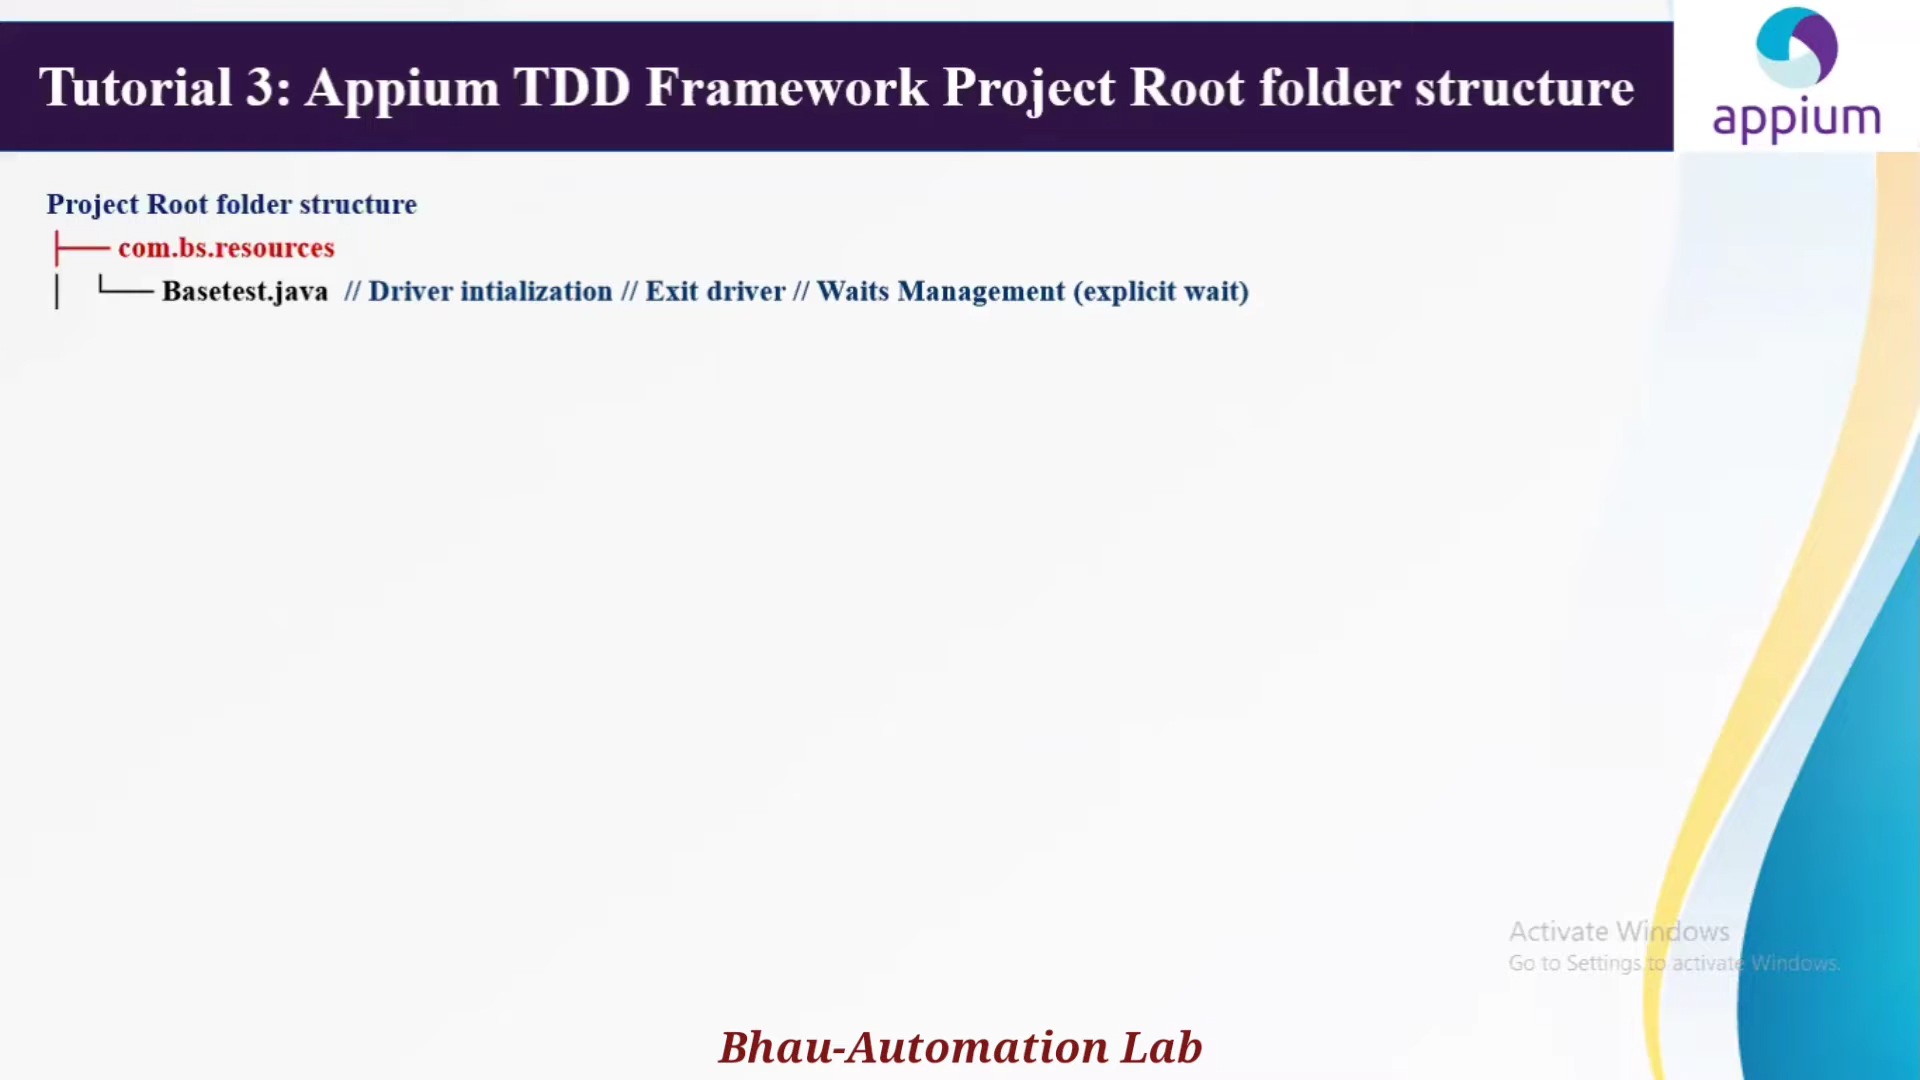 Tutorial 3: Appium TDD Framework Project Root folder structure
appium
Project Root folder structure
├── com.bs.resources
│ └── Basetest.java // Driver intialization // Exit driver // Waits Management (explicit wait)
Activate Windows
Go to Settings to activate Windows.
Bhau-Automation Lab